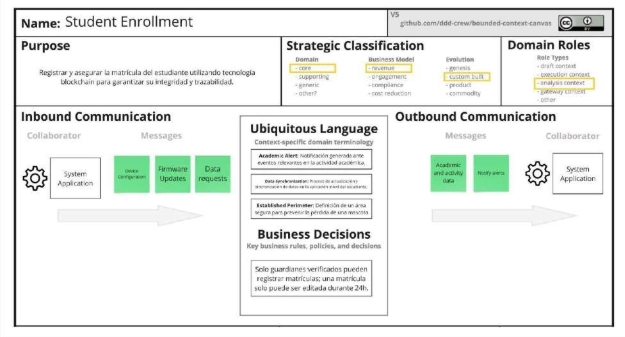 Name: Student Enrollment
V5
github.com/ddd-crew/bounded-context-canvas
Purpose
Registrar y asegurar la matrícula del estudiante utilizando tecnología
blockchain para garantizar su integridad y trazabilidad.
Strategic Classification
Domain
- core
- supporting
- generic
- other?
Business Model
- revenue
- engagement
- compliance
- cost reduction
Evolution
- genesis
- custom built
- product
- commodity
Domain Roles
Role Types
- draft context
- execution context
- analysis context
- gateway context
- other
Inbound Communication
Collaborator
Messages
System
Application
Device
Configuration
Firmware
Updates
Data
requests
Ubiquitous Language
Context-specific domain terminology
Academic Alert: Notificación generada ante
eventos relevantes en la actividad académica.
Data Synchronization: Proceso de actualización y
sincronización de datos en la aplicación móvil del estudiante.
Established Perimeter: Definición de un área
segura para prevenir la pérdida de una mascota
Business Decisions
Key business rules, policies, and decisions
Solo guardianes verificados pueden
registrar matrículas; una matrícula
solo puede ser editada durante 24h.
Outbound Communication
Messages
Collaborator
Academic
and activity
data
Notify alerts
System
Application